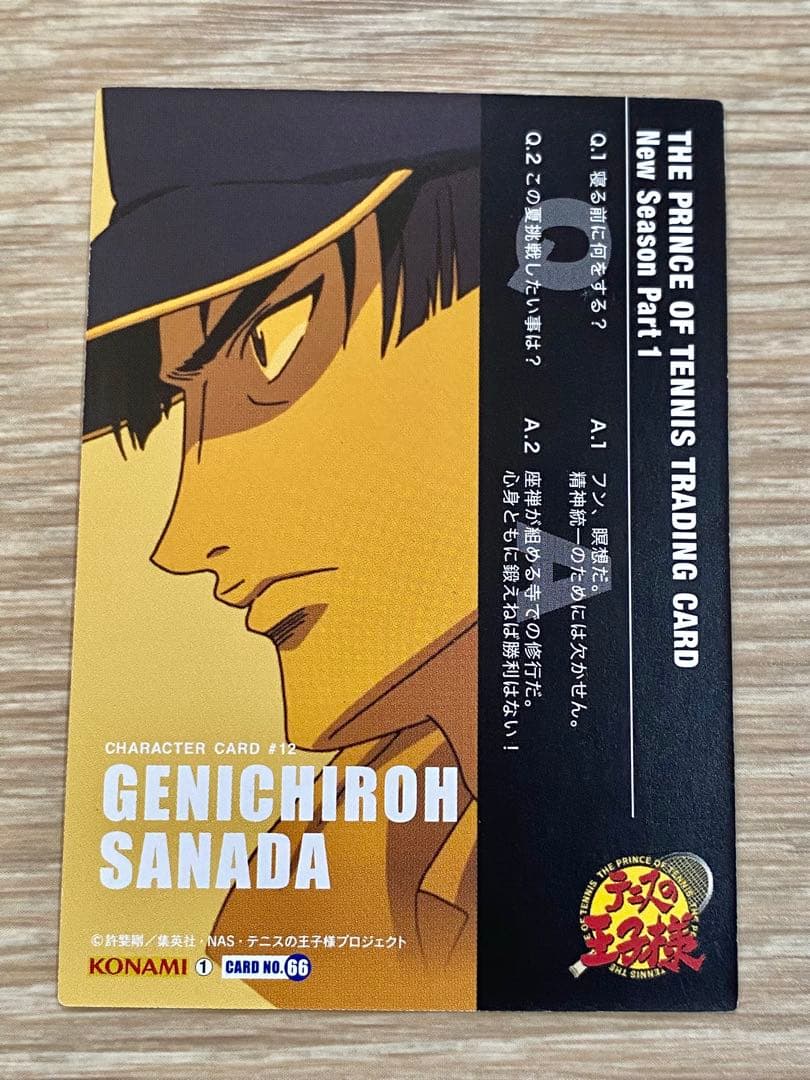 THE PRINCE OF TENNIS TRADING CARD
New Season Part 1
Q
Q.1 寝る前に何をする？
Q.2 この夏挑戦したい事は？
A
A.1 フン、瞑想だ。
精神統一のためには欠かせん。
A.2 座禅が組める寺での修行だ。
心身ともに鍛えねば勝利はない！
CHARACTER CARD #12
GENICHIROH
SANADA
©許斐剛／集英社・NAS・テニスの王子様プロジェクト
KONAMI 1 CARD NO.66
THE PRINCE OF TENNIS
テニスの
王子様